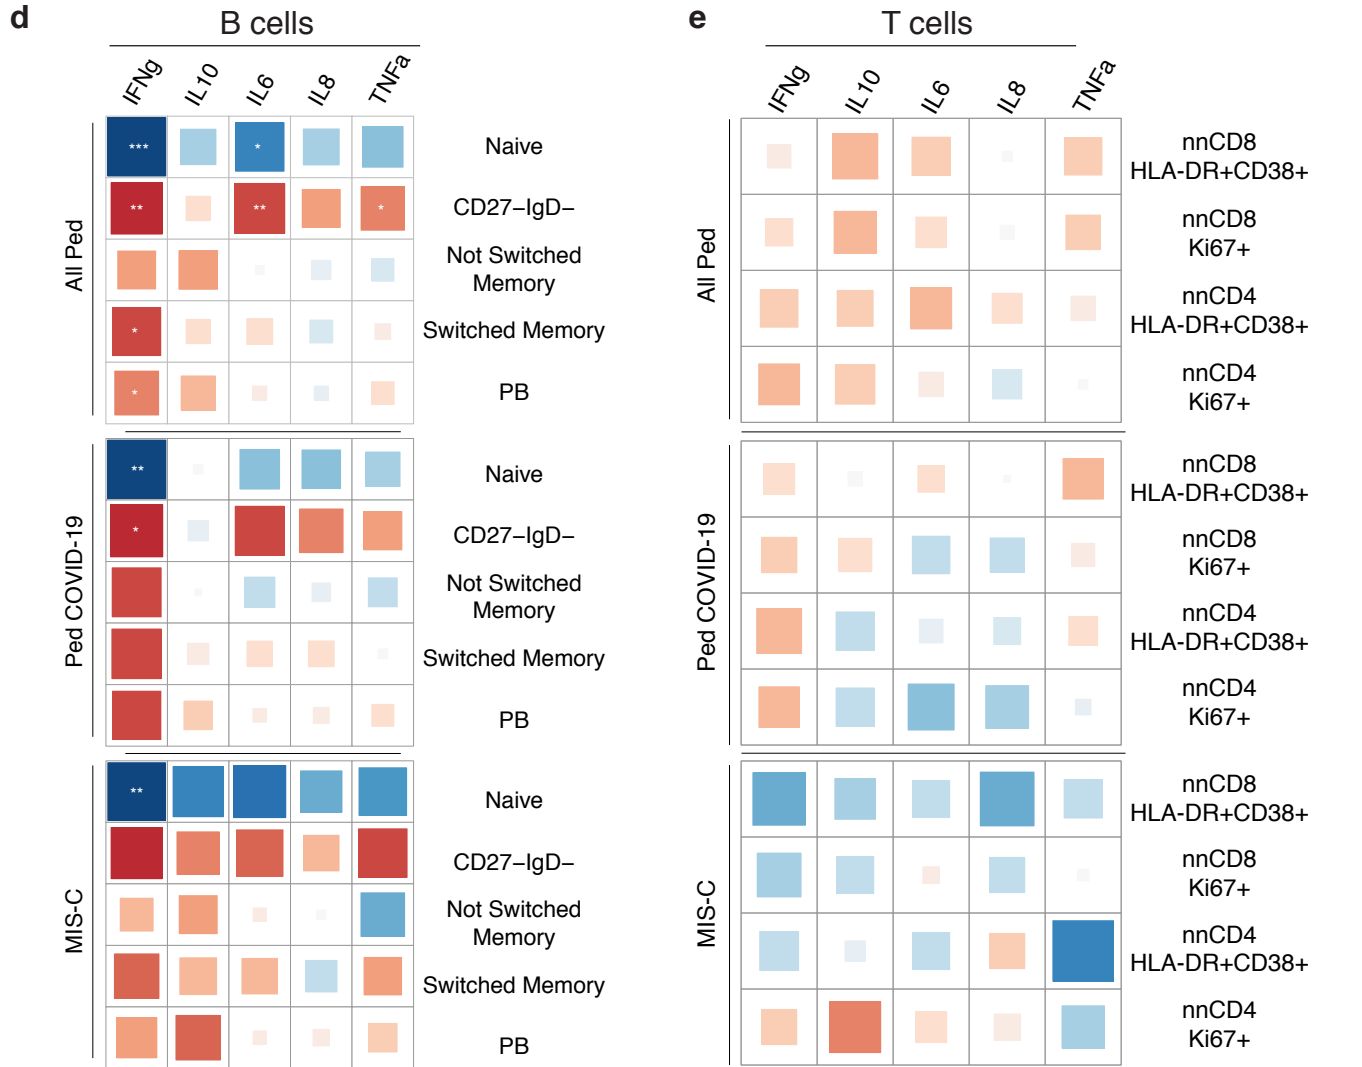 d
B cells
IFNg
IL10
IL6
IL8
TNFa
All Ped
***
*
Naive
**
**
*
CD27−IgD−
Not Switched
Memory
*
Switched Memory
*
PB
Ped COVID-19
**
Naive
*
CD27−IgD−
Not Switched
Memory
Switched Memory
PB
MIS-C
**
Naive
CD27−IgD−
Not Switched
Memory
Switched Memory
PB
e
T cells
IFNg
IL10
IL6
IL8
TNFa
All Ped
nnCD8
HLA-DR+CD38+
nnCD8
Ki67+
nnCD4
HLA-DR+CD38+
nnCD4
Ki67+
Ped COVID-19
nnCD8
HLA-DR+CD38+
nnCD8
Ki67+
nnCD4
HLA-DR+CD38+
nnCD4
Ki67+
MIS-C
nnCD8
HLA-DR+CD38+
nnCD8
Ki67+
nnCD4
HLA-DR+CD38+
nnCD4
Ki67+